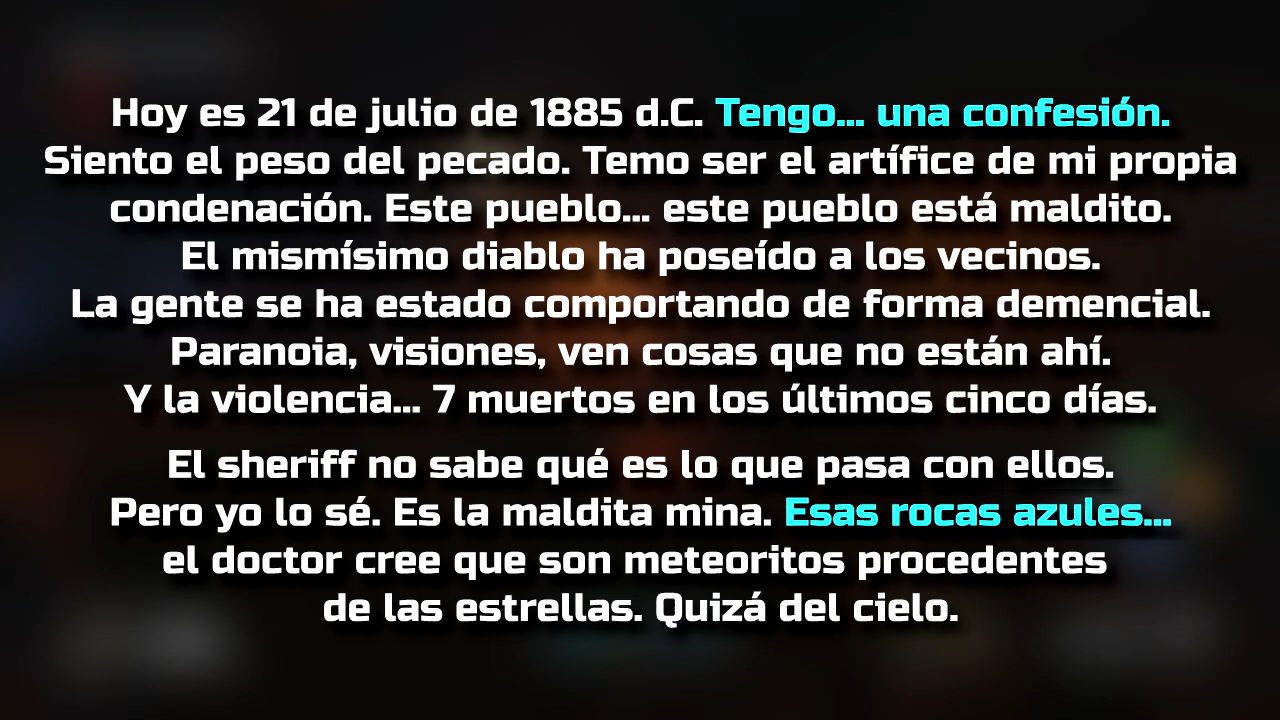 Hoy es 21 de julio de 1885 d.C. Tengo... una confesión.
Siento el peso del pecado. Temo ser el artífice de mi propia
condenación. Este pueblo... este pueblo está maldito.
El mismísimo diablo ha poseído a los vecinos.
La gente se ha estado comportando de forma demencial.
Paranoia, visiones, ven cosas que no están ahí.
Y la violencia... 7 muertos en los últimos cinco días.
El sheriff no sabe qué es lo que pasa con ellos.
Pero yo lo sé. Es la maldita mina. Esas rocas azules...
el doctor cree que son meteoritos procedentes
de las estrellas. Quizá del cielo.